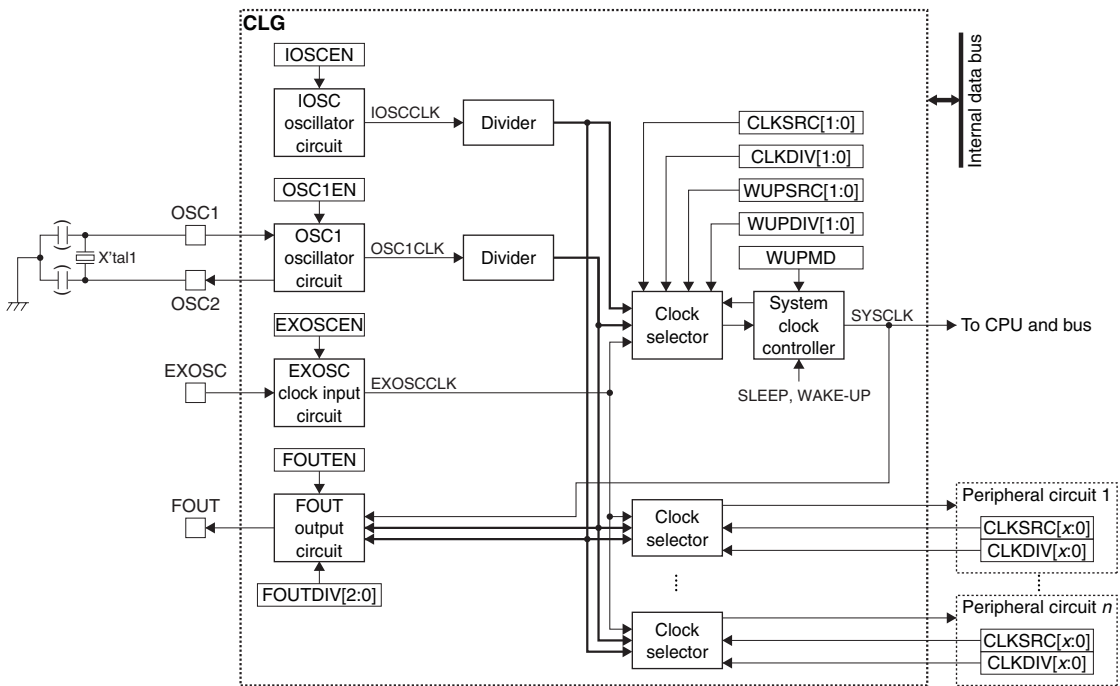 CLG
IOSCEN
IOSC
oscillator
circuit
IOSCCLK
Divider
Internal data bus
CLKSRC[1:0]
CLKDIV[1:0]
WUPSRC[1:0]
WUPDIV[1:0]
WUPMD
OSC1EN
OSC1
OSC1
oscillator
circuit
OSC1CLK
Divider
X'tal1
OSC2
Clock
selector
System
clock
controller
SYSCLK
To CPU and bus
SLEEP, WAKE-UP
EXOSCEN
EXOSC
EXOSC
clock input
circuit
EXOSCCLK
FOUTEN
FOUT
FOUT
output
circuit
FOUTDIV[2:0]
Clock
selector
Peripheral circuit 1
CLKSRC[x:0]
CLKDIV[x:0]
Clock
selector
Peripheral circuit n
CLKSRC[x:0]
CLKDIV[x:0]